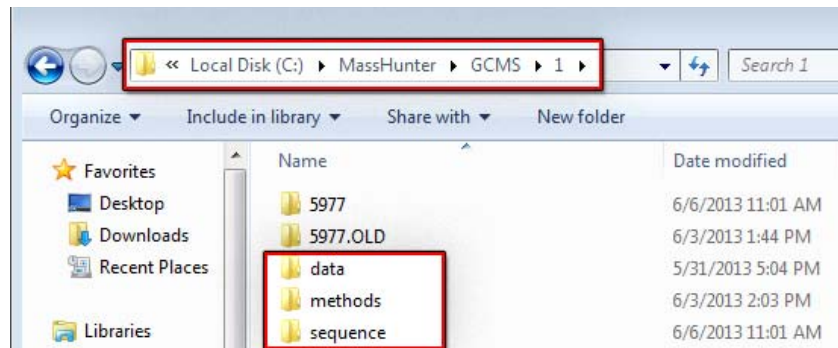 « Local Disk (C:) ▸ MassHunter ▸ GCMS ▸ 1 ▸ Search 1
Organize ▾ Include in library ▾ Share with ▾ New folder
Favorites Name Date modified
Desktop 5977 6/6/2013 11:01 AM
Downloads 5977.OLD 6/3/2013 1:44 PM
Recent Places data 5/31/2013 5:04 PM
methods 6/3/2013 2:03 PM
Libraries sequence 6/6/2013 11:01 AM